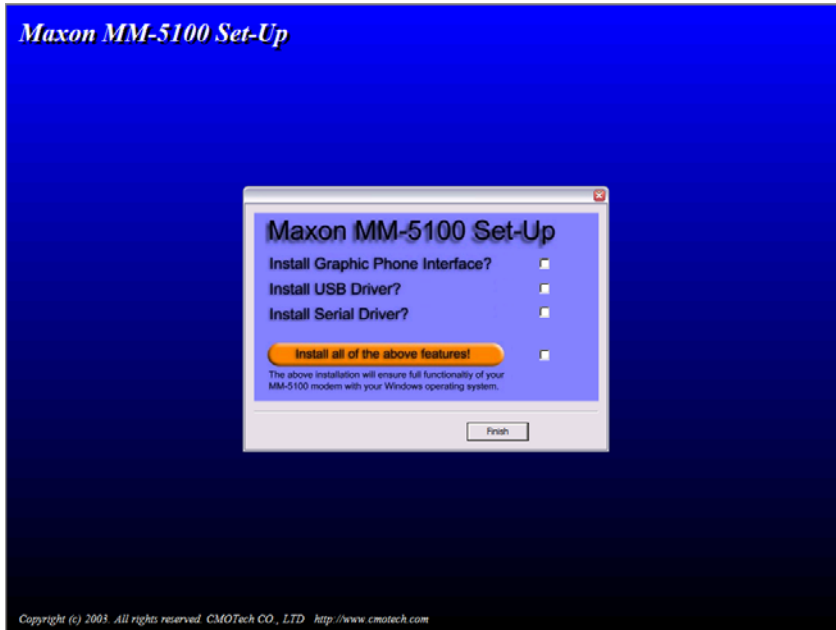 Maxon MM-5100 Set-Up
Maxon MM-5100 Set-Up
Install Graphic Phone Interface?
Install USB Driver?
Install Serial Driver?
Install all of the above features!
The above installation will ensure full functionaltiy of your
MM-5100 modem with your Windows operating system.
Finish
Copyright (c) 2003. All rights reserved. CMOTech CO., LTD http://www.cmotech.com